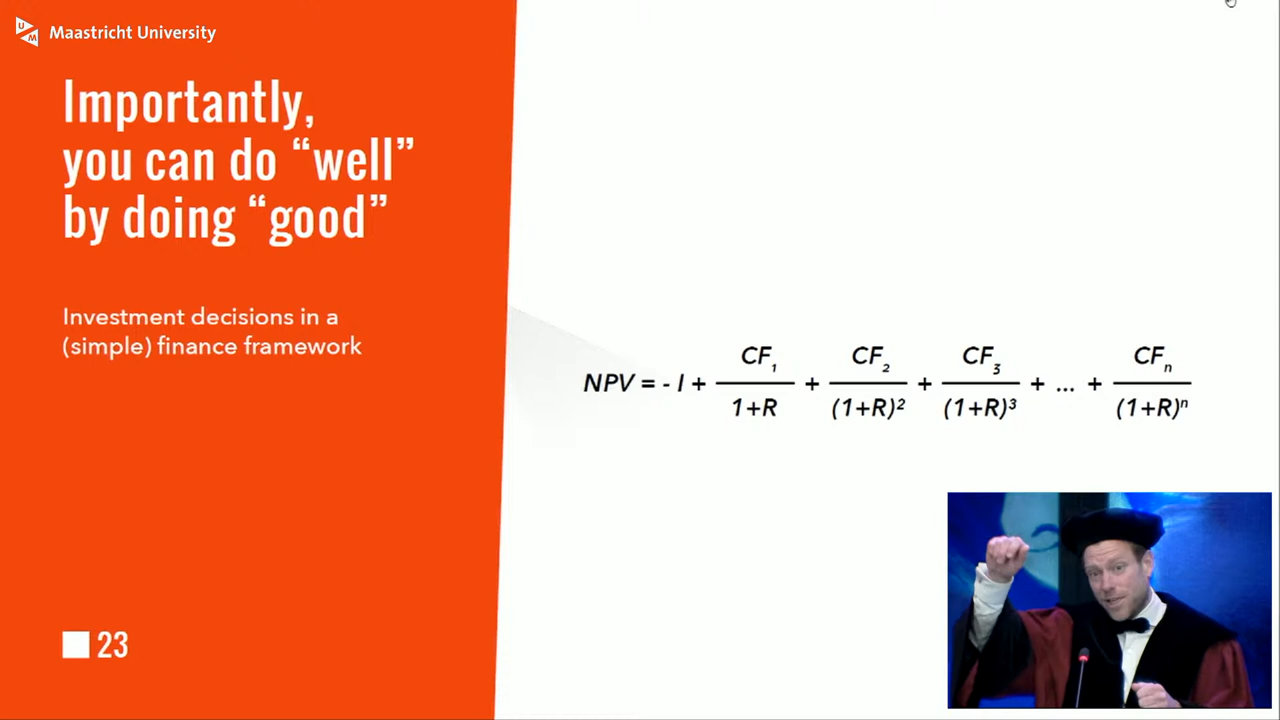 Maastricht University
Importantly,
you can do “well”
by doing “good”
Investment decisions in a
(simple) finance framework
NPV = - I + CF₁/1+R + CF₂/(1+R)² + CF₃/(1+R)³ + ... + CFₙ/(1+R)ⁿ
23